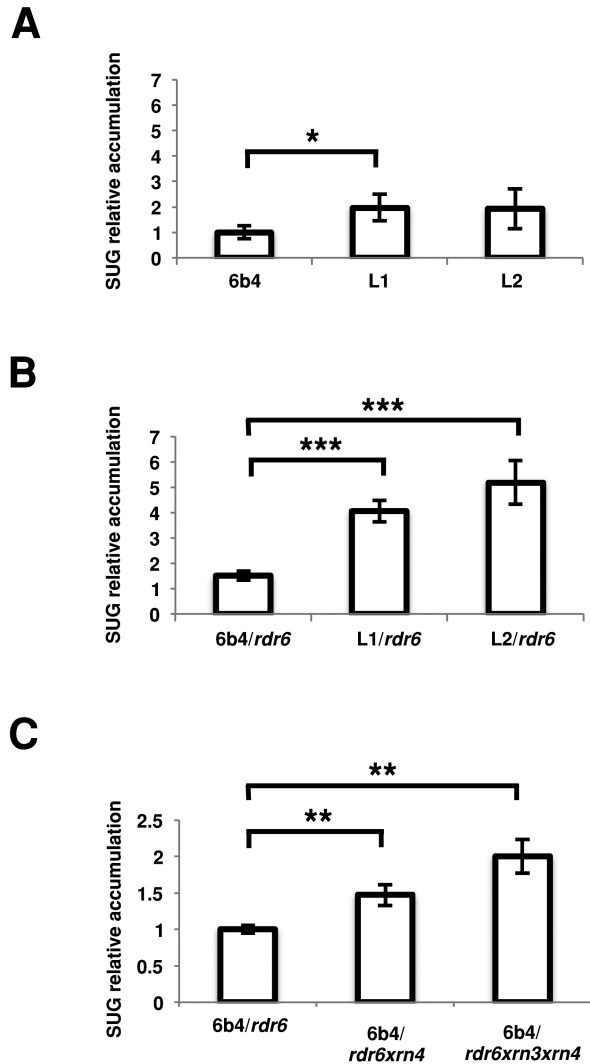 A
SUG relative accumulation
7
6
5
4
3
2
1
0
*
6b4 L1 L2
B
SUG relative accumulation
7
6
5
4
3
2
1
0
***
***
6b4/rdr6 L1/rdr6 L2/rdr6
C
SUG relative accumulation
2.5
2
1.5
1
0.5
0
**
**
6b4/rdr6 6b4/ 6b4/
rdr6xrn4 rdr6xrn3xrn4